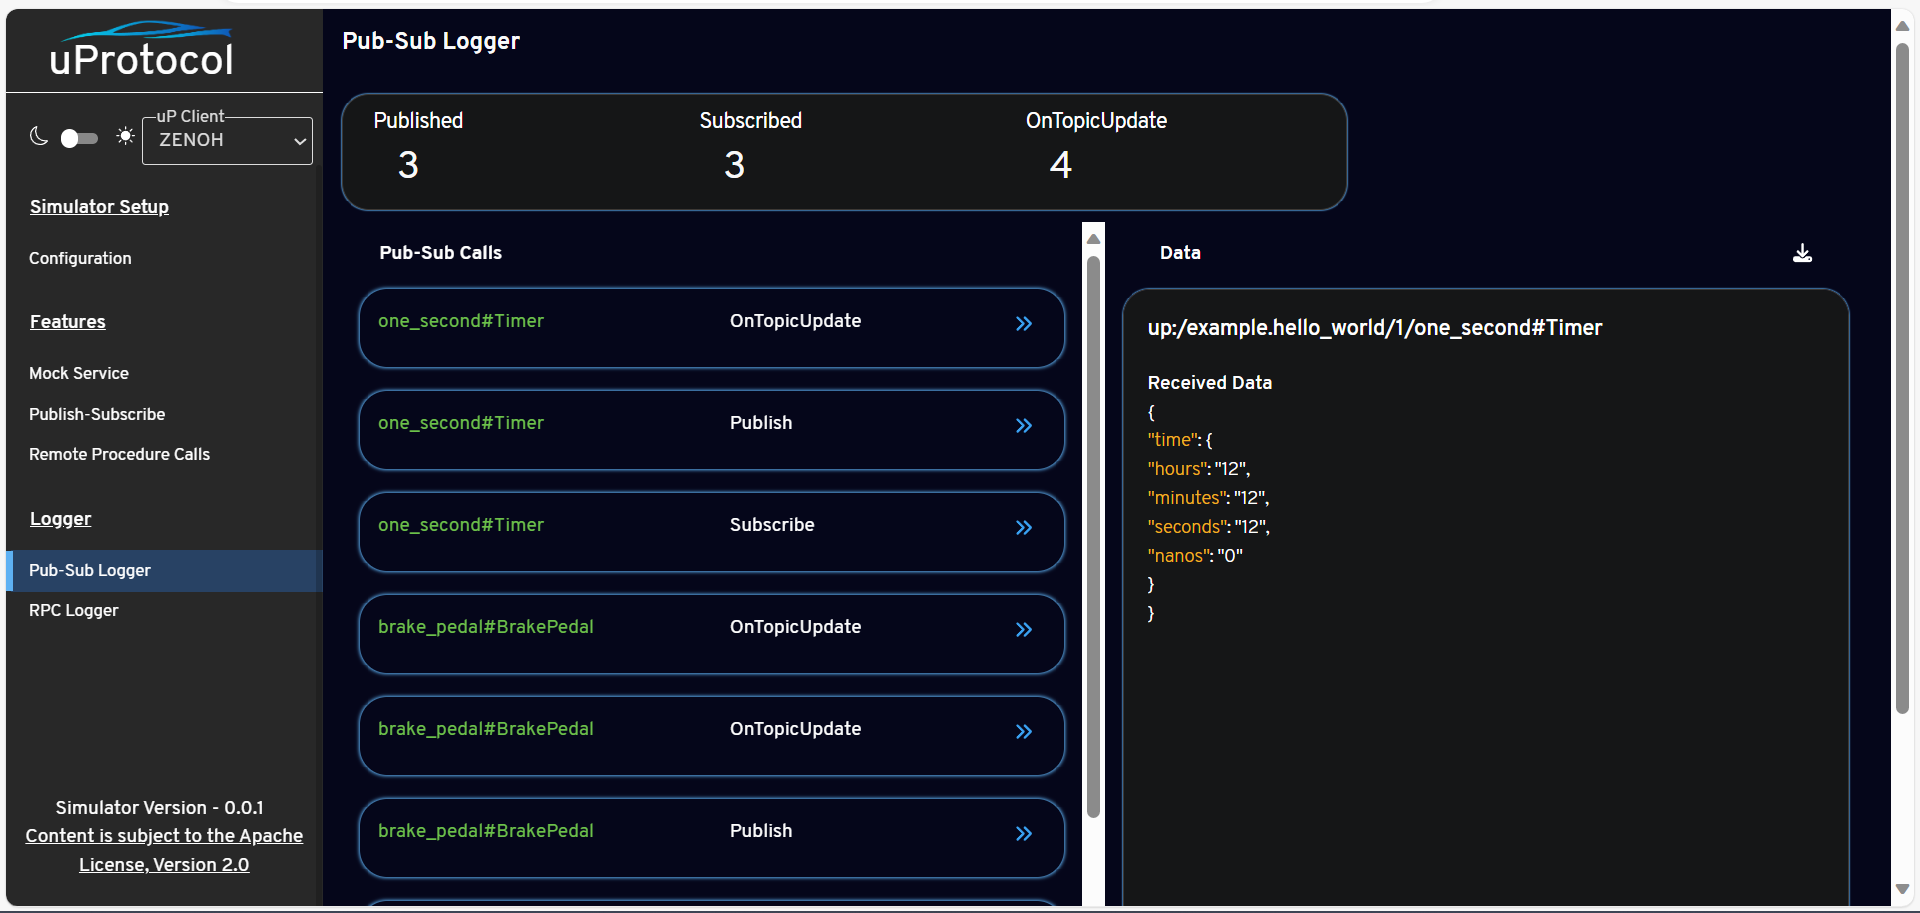 uProtocol
uP Client
ZENOH
Simulator Setup
Configuration
Features
Mock Service
Publish-Subscribe
Remote Procedure Calls
Logger
Pub-Sub Logger
RPC Logger
Simulator Version - 0.0.1
Content is subject to the Apache
License, Version 2.0
Pub-Sub Logger
Published Subscribed OnTopicUpdate
3 3 4
Pub-Sub Calls
one_second#Timer OnTopicUpdate
one_second#Timer Publish
one_second#Timer Subscribe
brake_pedal#BrakePedal OnTopicUpdate
brake_pedal#BrakePedal OnTopicUpdate
brake_pedal#BrakePedal Publish
Data
up:/example.hello_world/1/one_second#Timer
Received Data
{
"time": {
"hours": "12",
"minutes": "12",
"seconds": "12",
"nanos": "0"
}
}